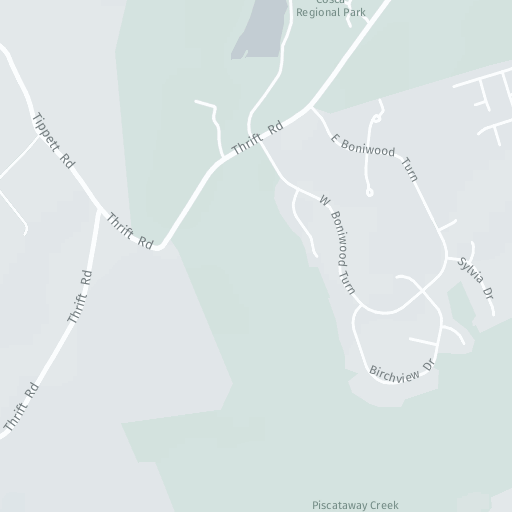 Cosca
Regional Park
Thrift Rd
E Boniwood Turn
Tippett Rd
W Boniwood Turn
Thrift Rd
Sylvia Dr
Thrift Rd
Birchview Dr
Thrift Rd
Piscataway Creek